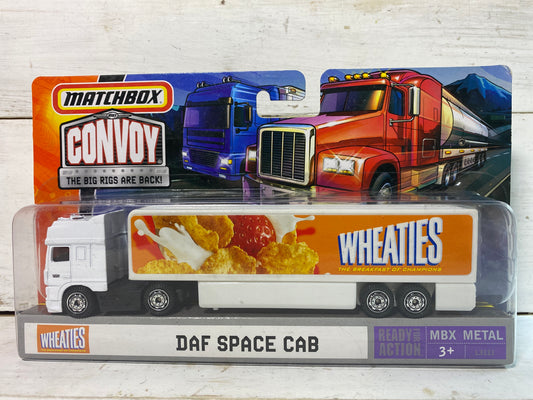 MATCHBOX
CONVOY
THE BIG RIGS ARE BACK!
WHEATIES
THE BREAKFAST OF CHAMPIONS
WHEATIES
DAF SPACE CAB
READY FOR ACTION
MBX METAL
3+